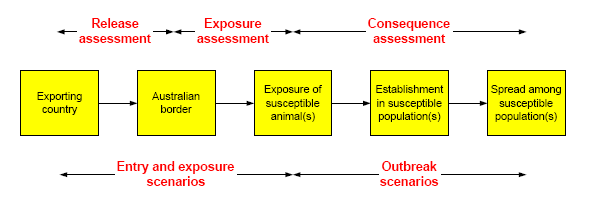 Release
assessment
Exposure
assessment
Consequence
assessment
Exporting
country
Australian
border
Exposure of
susceptible
animal(s)
Establishment
in susceptible
population(s)
Spread among
susceptible
population(s)
Entry and exposure
scenarios
Outbreak
scenarios